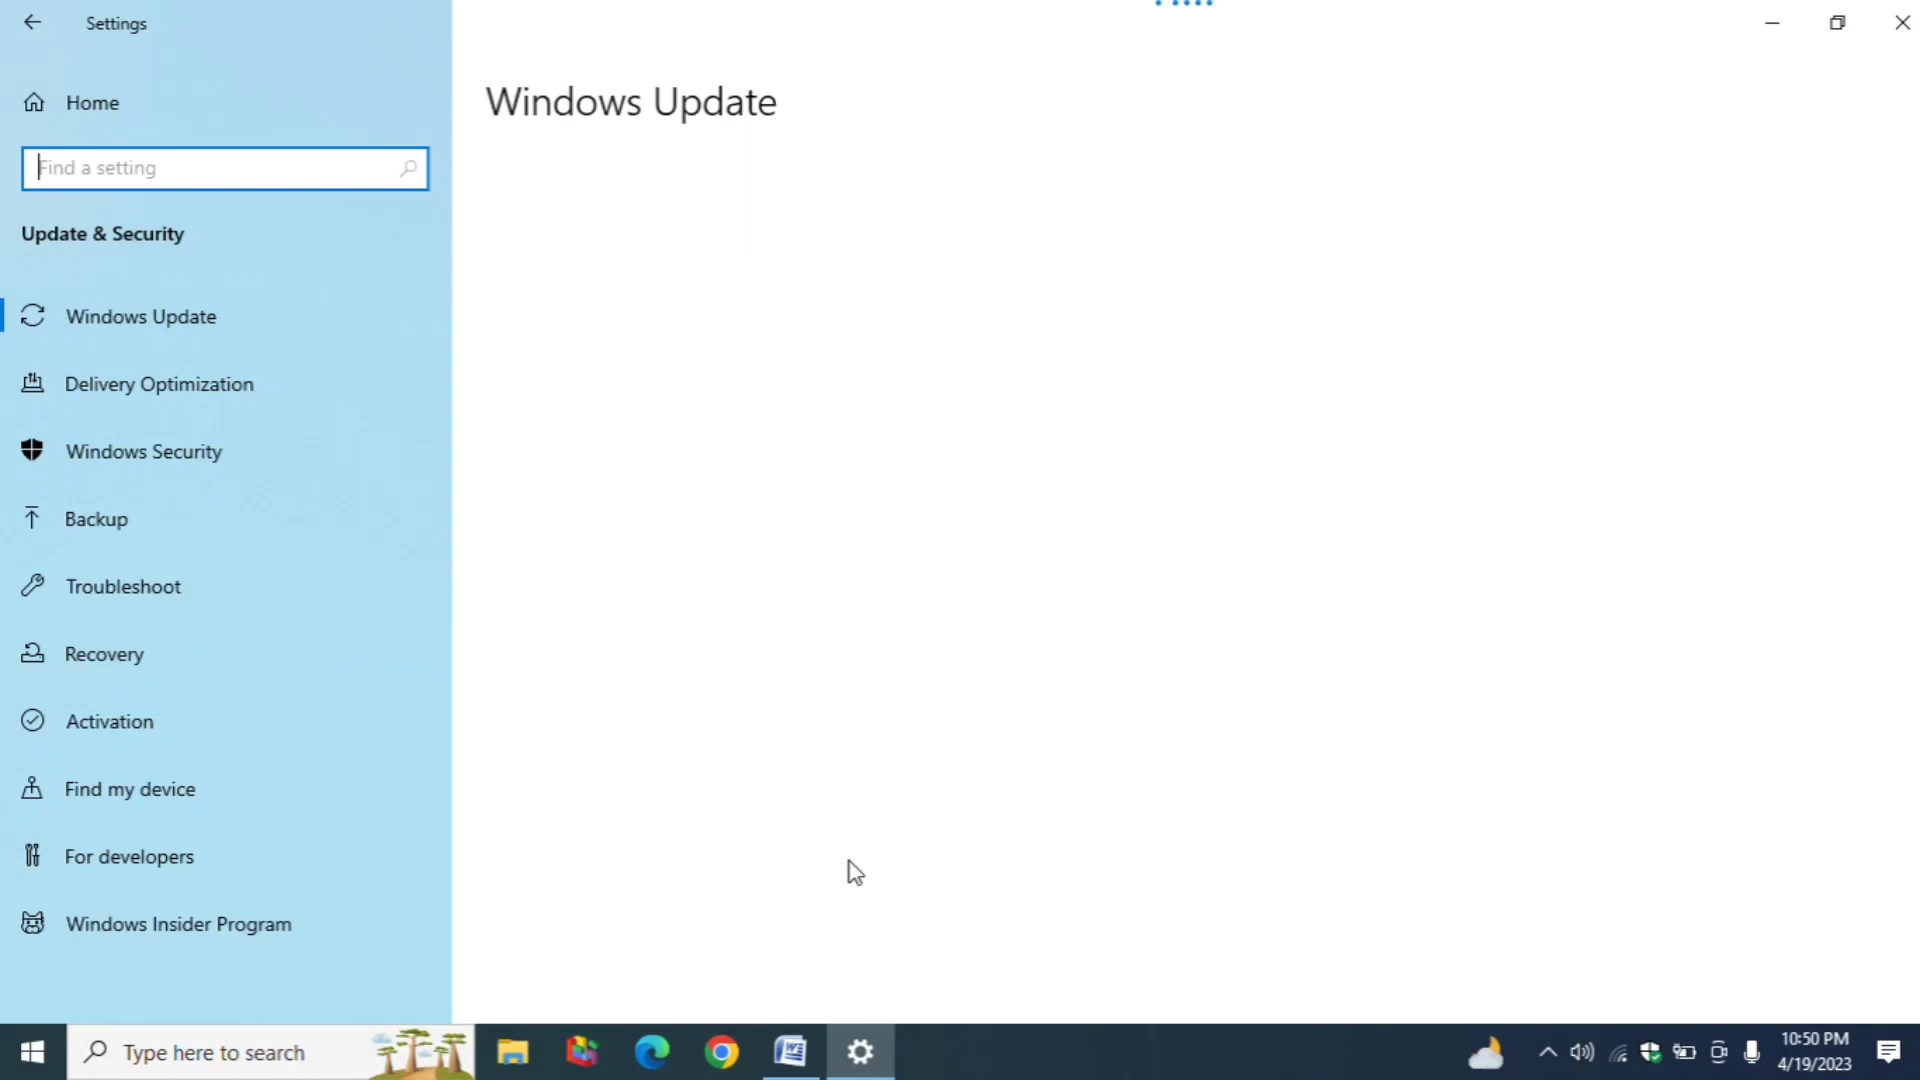 Settings
Home
Find a setting
Update & Security
Windows Update
Delivery Optimization
Windows Security
Backup
Troubleshoot
Recovery
Activation
Find my device
For developers
Windows Insider Program
Windows Update
Type here to search
10:50 PM
4/19/2023